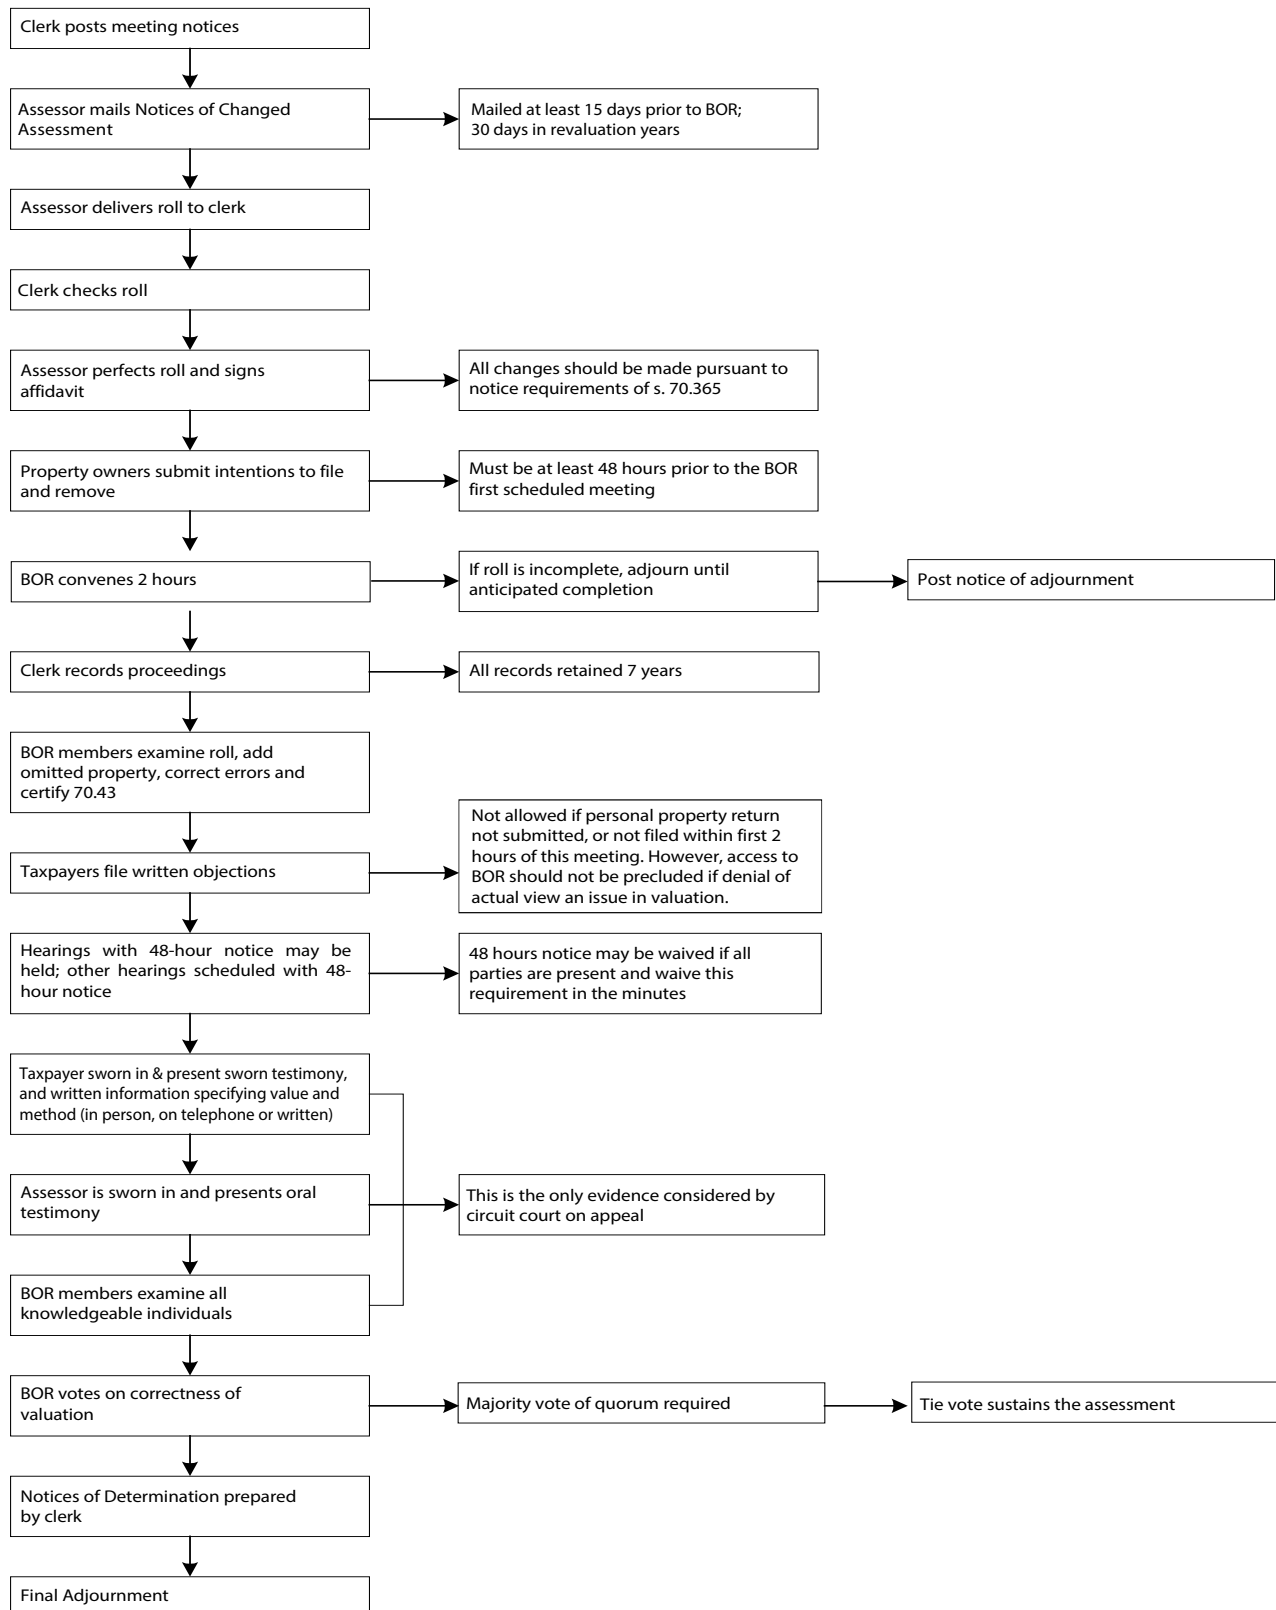 Clerk posts meeting notices
Assessor mails Notices of Changed
Assessment
Mailed at least 15 days prior to BOR;
30 days in revaluation years
Assessor delivers roll to clerk
Clerk checks roll
Assessor perfects roll and signs
affidavit
All changes should be made pursuant to
notice requirements of s. 70.365
Property owners submit intentions to file
and remove
Must be at least 48 hours prior to the BOR
first scheduled meeting
BOR convenes 2 hours
If roll is incomplete, adjourn until
anticipated completion
Post notice of adjournment
Clerk records proceedings
All records retained 7 years
BOR members examine roll, add
omitted property, correct errors and
certify 70.43
Taxpayers file written objections
Not allowed if personal property return
not submitted, or not filed within first 2
hours of this meeting. However, access to
BOR should not be precluded if denial of
actual view an issue in valuation.
Hearings with 48-hour notice may be
held; other hearings scheduled with 48-
hour notice
48 hours notice may be waived if all
parties are present and waive this
requirement in the minutes
Taxpayer sworn in & present sworn testimony,
and written information specifying value and
method (in person, on telephone or written)
Assessor is sworn in and presents oral
testimony
This is the only evidence considered by
circuit court on appeal
BOR members examine all
knowledgeable individuals
BOR votes on correctness of
valuation
Majority vote of quorum required
Tie vote sustains the assessment
Notices of Determination prepared
by clerk
Final Adjournment